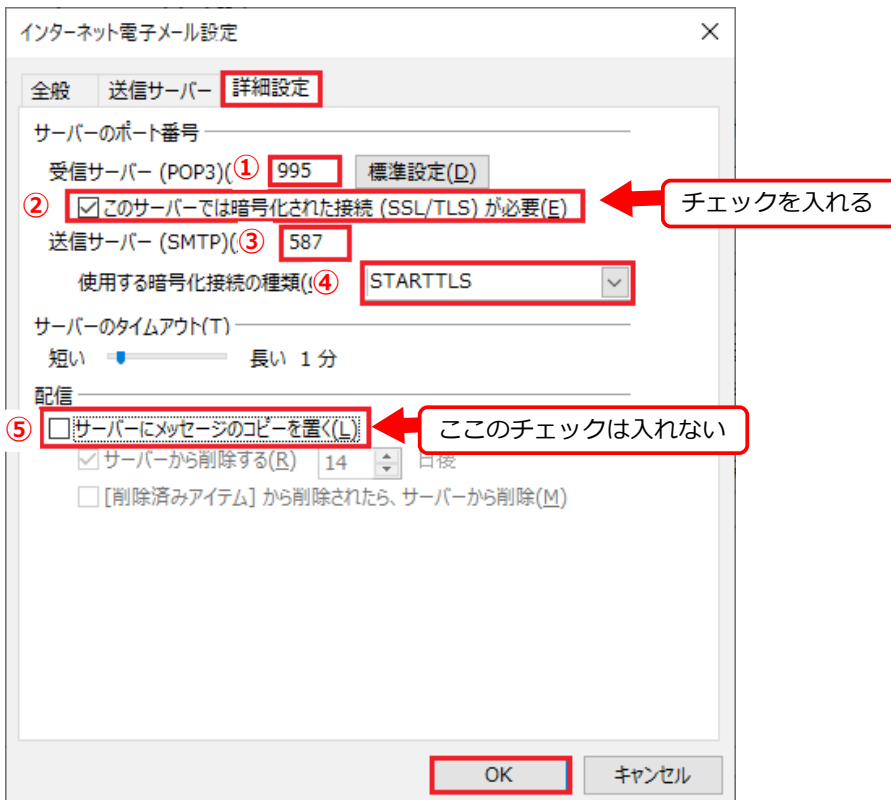 インターネット電子メール設定
全般 送信サーバー 詳細設定
サーバーのポート番号
受信サーバー (POP3)( ① 995 標準設定(D)
② このサーバーでは暗号化された接続 (SSL/TLS) が必要(E) チェックを入れる
送信サーバー (SMTP)( ③ 587
使用する暗号化接続の種類( ④ STARTTLS
サーバーのタイムアウト(T)
短い 長い 1 分
配信
⑤ サーバーにメッセージのコピーを置く(L) ここのチェックは入れない
サーバーから削除する(R) 14 日後
[削除済みアイテム] から削除されたら、サーバーから削除(M)
OK キャンセル